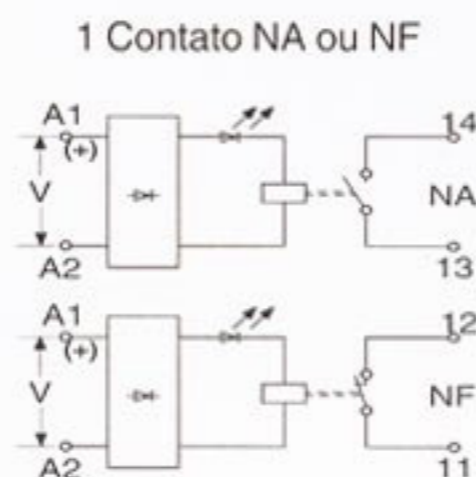 1 Contato NA ou NF
A1
(+)
V
A2
14
NA
13
A1
(+)
V
A2
12
NF
11